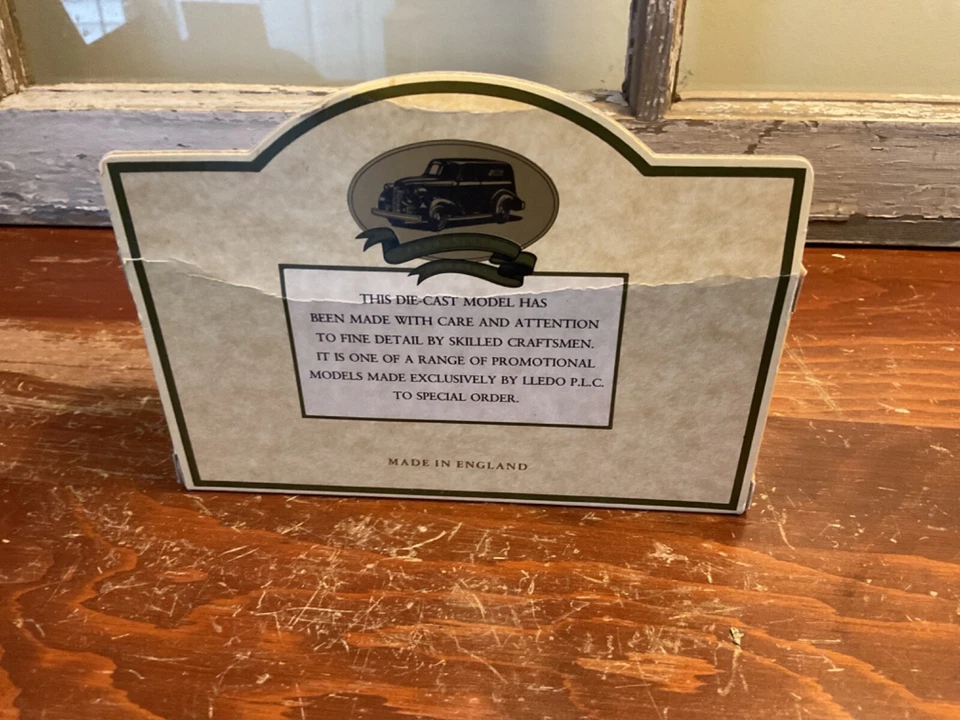 THIS DIE-CAST MODEL HAS
BEEN MADE WITH CARE AND ATTENTION
TO FINE DETAIL BY SKILLED CRAFTSMEN.
IT IS ONE OF A RANGE OF PROMOTIONAL
MODELS MADE EXCLUSIVELY BY LLEDO P.L.C.
TO SPECIAL ORDER.
MADE IN ENGLAND